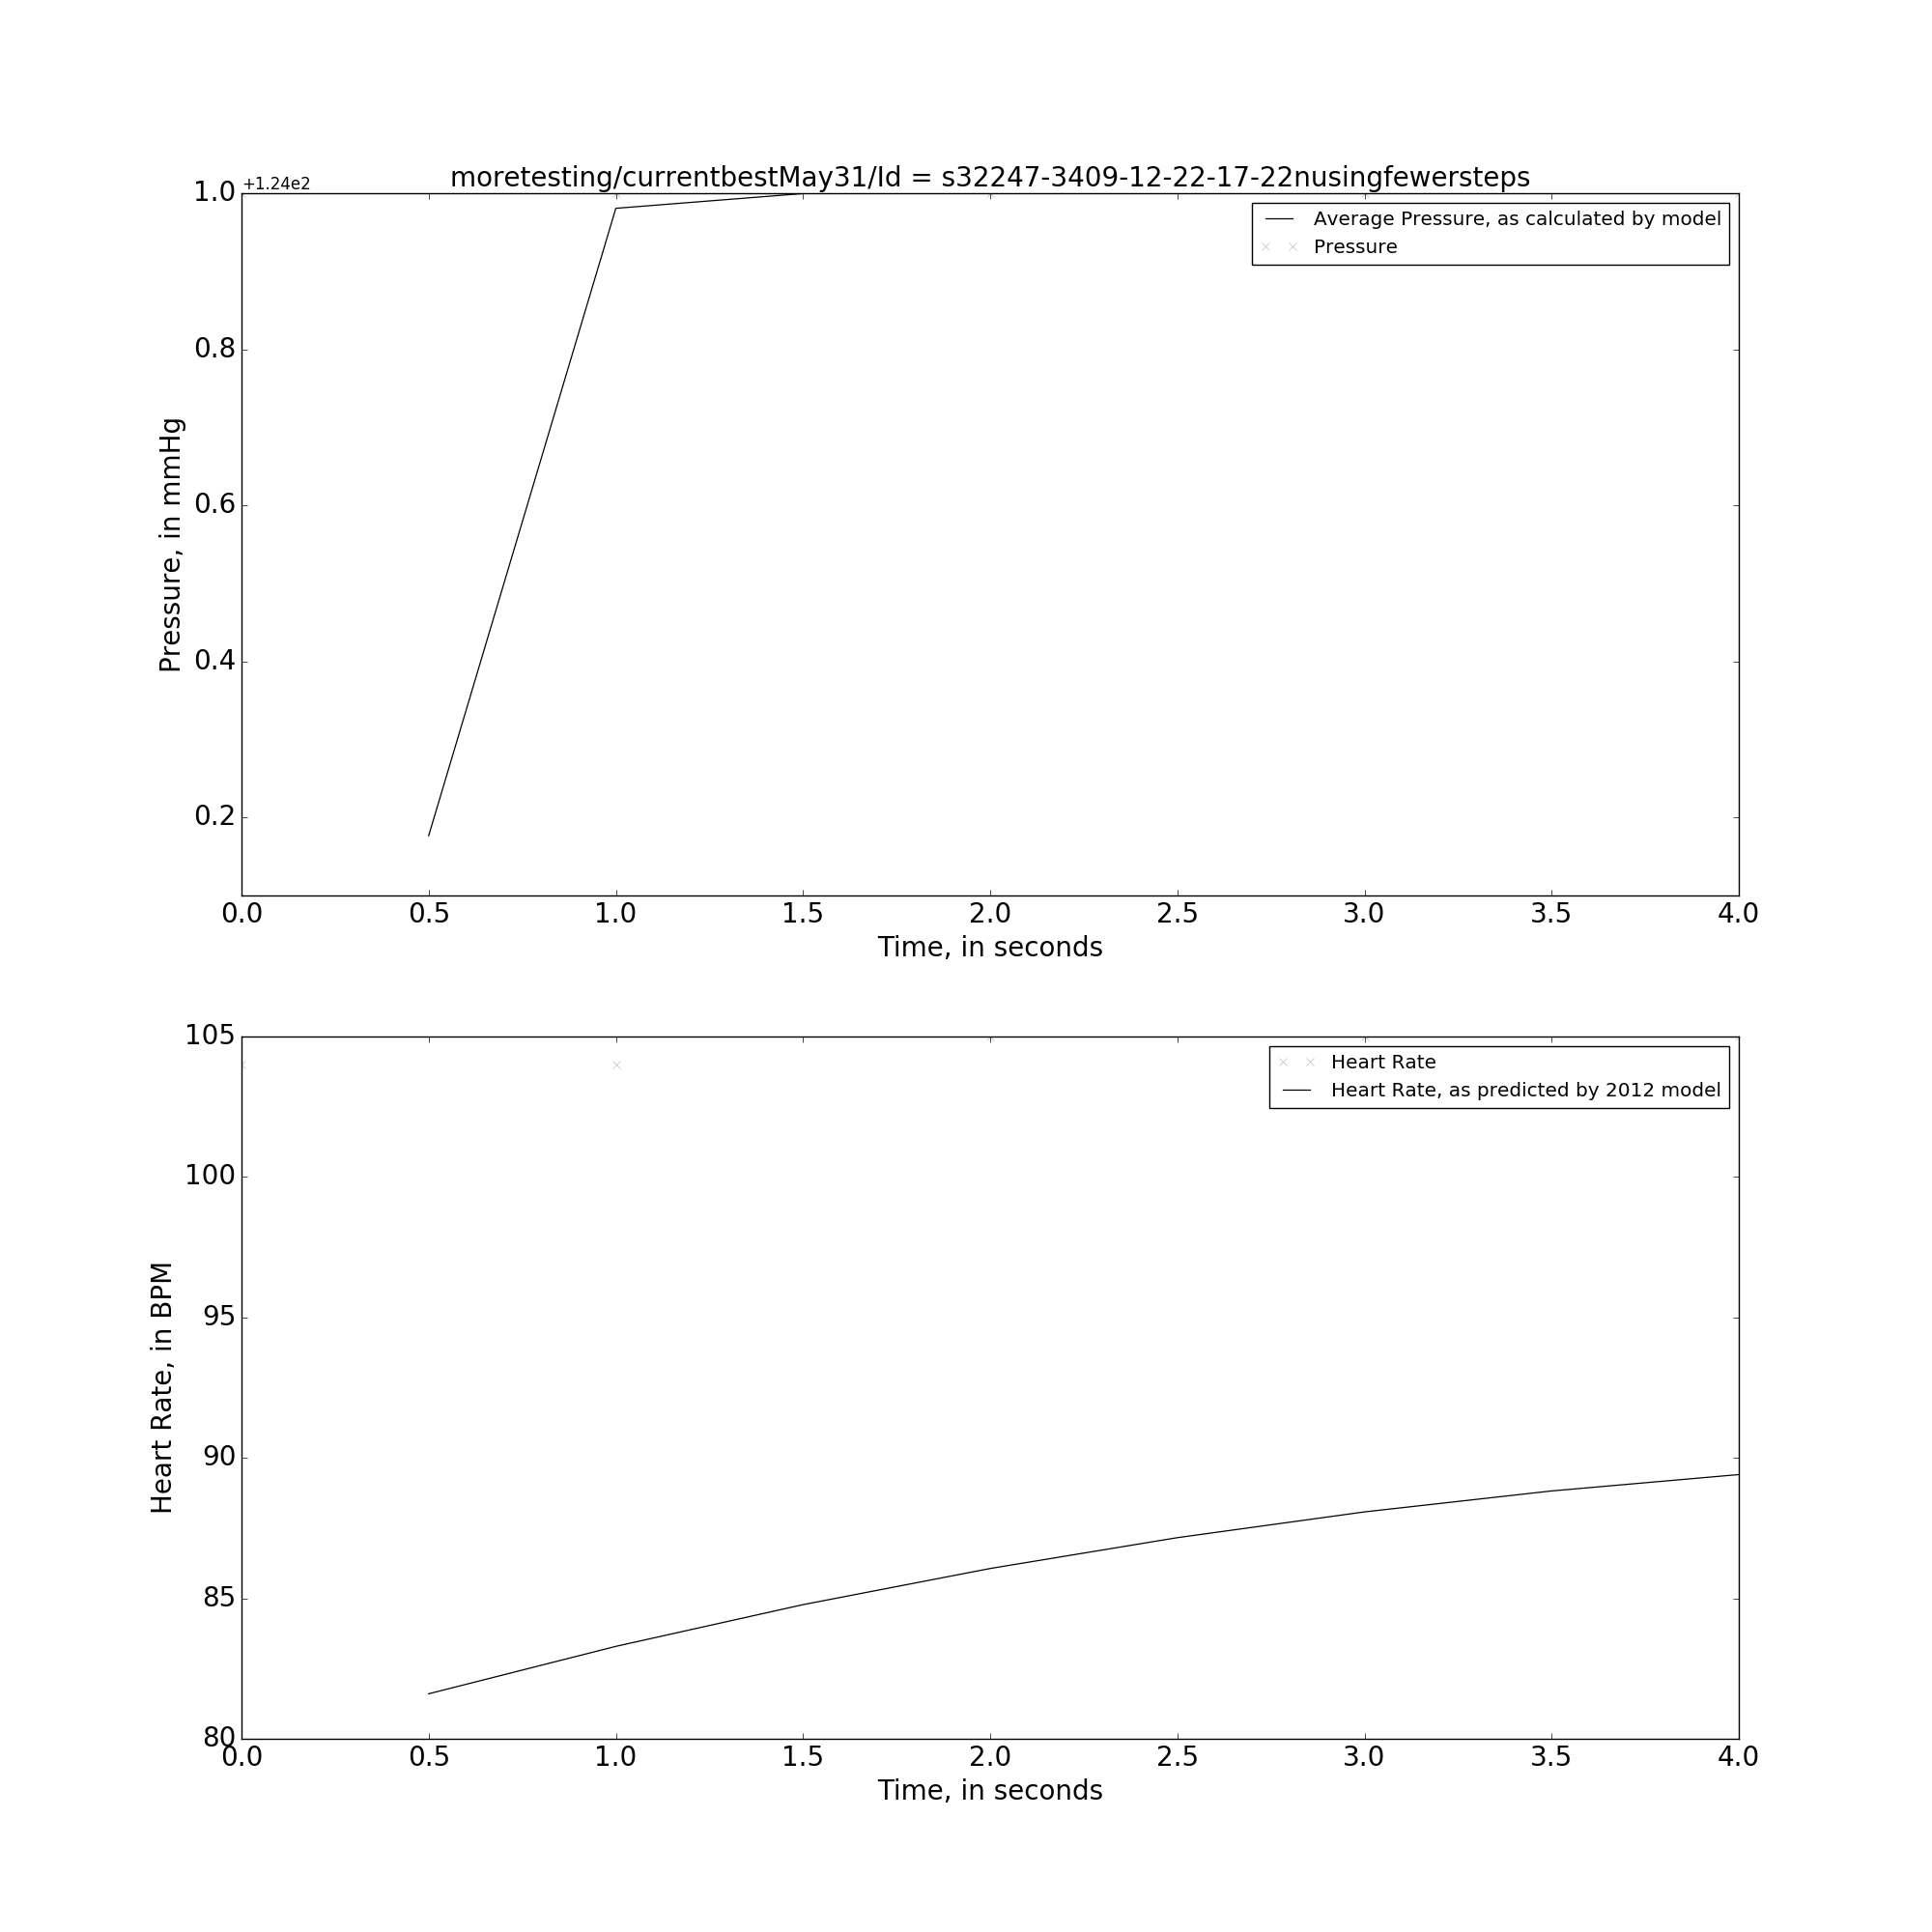 moretesting/currentbestMay31/Id = s32247-3409-12-22-17-22nusingfewersteps
+1.24e2
1.0
0.8
0.6
0.4
0.2
Pressure, in mmHg
Average Pressure, as calculated by model
Pressure
0.0 0.5 1.0 1.5 2.0 2.5 3.0 3.5 4.0
Time, in seconds
105
100
95
90
85
80
Heart Rate, in BPM
Heart Rate
Heart Rate, as predicted by 2012 model
0.0 0.5 1.0 1.5 2.0 2.5 3.0 3.5 4.0
Time, in seconds